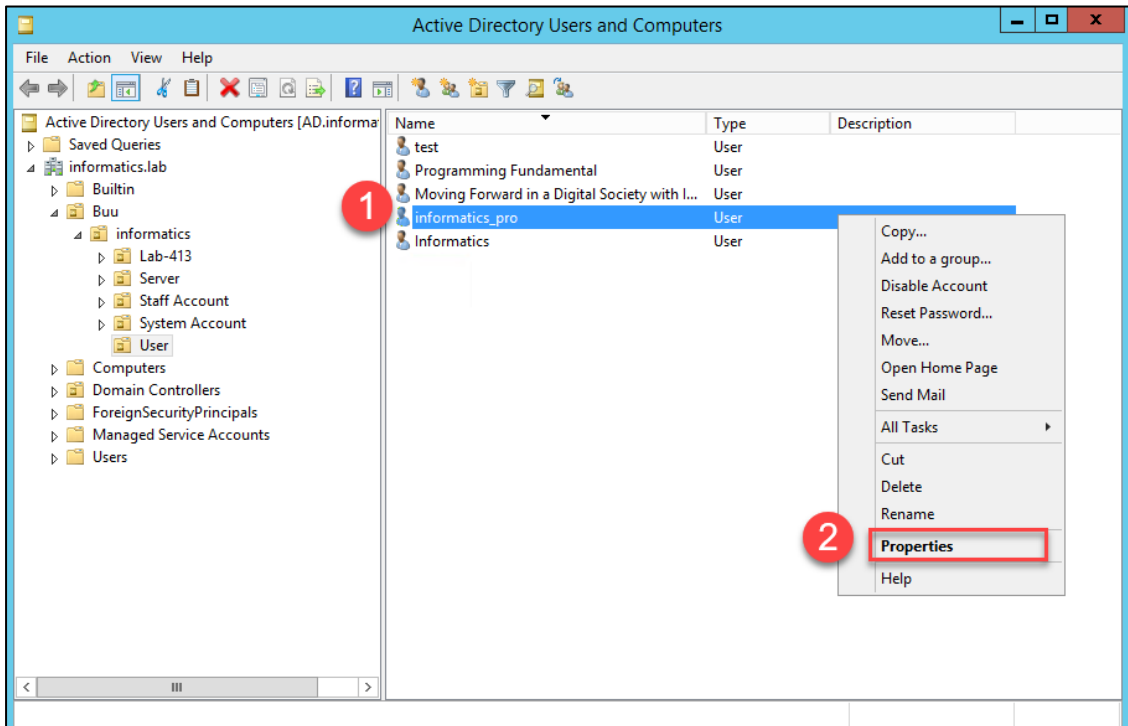 Active Directory Users and Computers
File Action View Help
Active Directory Users and Computers [AD.informa
Saved Queries
informatics.lab
Builtin
Buu
informatics
Lab-413
Server
Staff Account
System Account
User
Computers
Domain Controllers
ForeignSecurityPrincipals
Managed Service Accounts
Users
Name Type Description
test User
Programming Fundamental User
Moving Forward in a Digital Society with I... User
1
informatics_pro User
Informatics User
Copy...
Add to a group...
Disable Account
Reset Password...
Move...
Open Home Page
Send Mail
All Tasks
Cut
Delete
Rename
2
Properties
Help